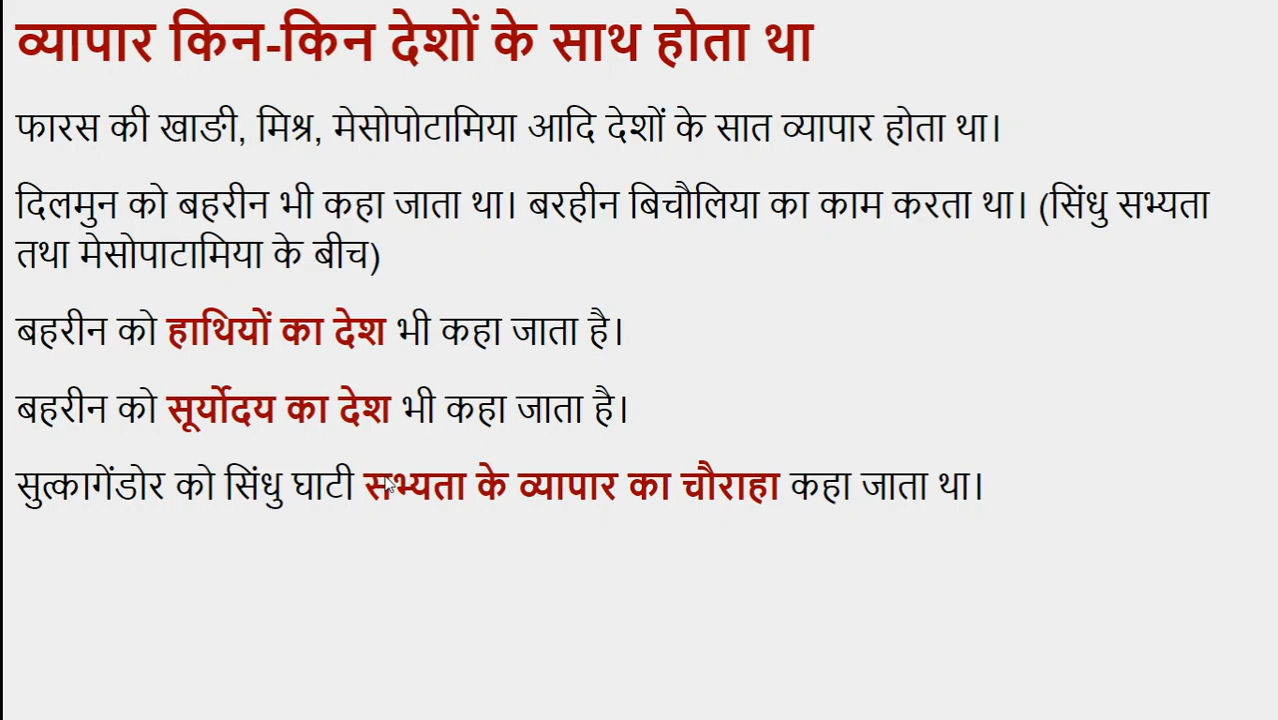 व्यापार किन-किन देशों के साथ होता था
फारस की खाङी, मिश्र, मेसोपोटामिया आदि देशों के सात व्यापार होता था।
दिलमुन को बहरीन भी कहा जाता था। बरहीन बिचौलिया का काम करता था। (सिंधु सभ्यता
तथा मेसोपाटामिया के बीच)
बहरीन को हाथियों का देश भी कहा जाता है।
बहरीन को सूर्योदय का देश भी कहा जाता है।
सुत्कागेंडोर को सिंधु घाटी सभ्यता के व्यापार का चौराहा कहा जाता था।